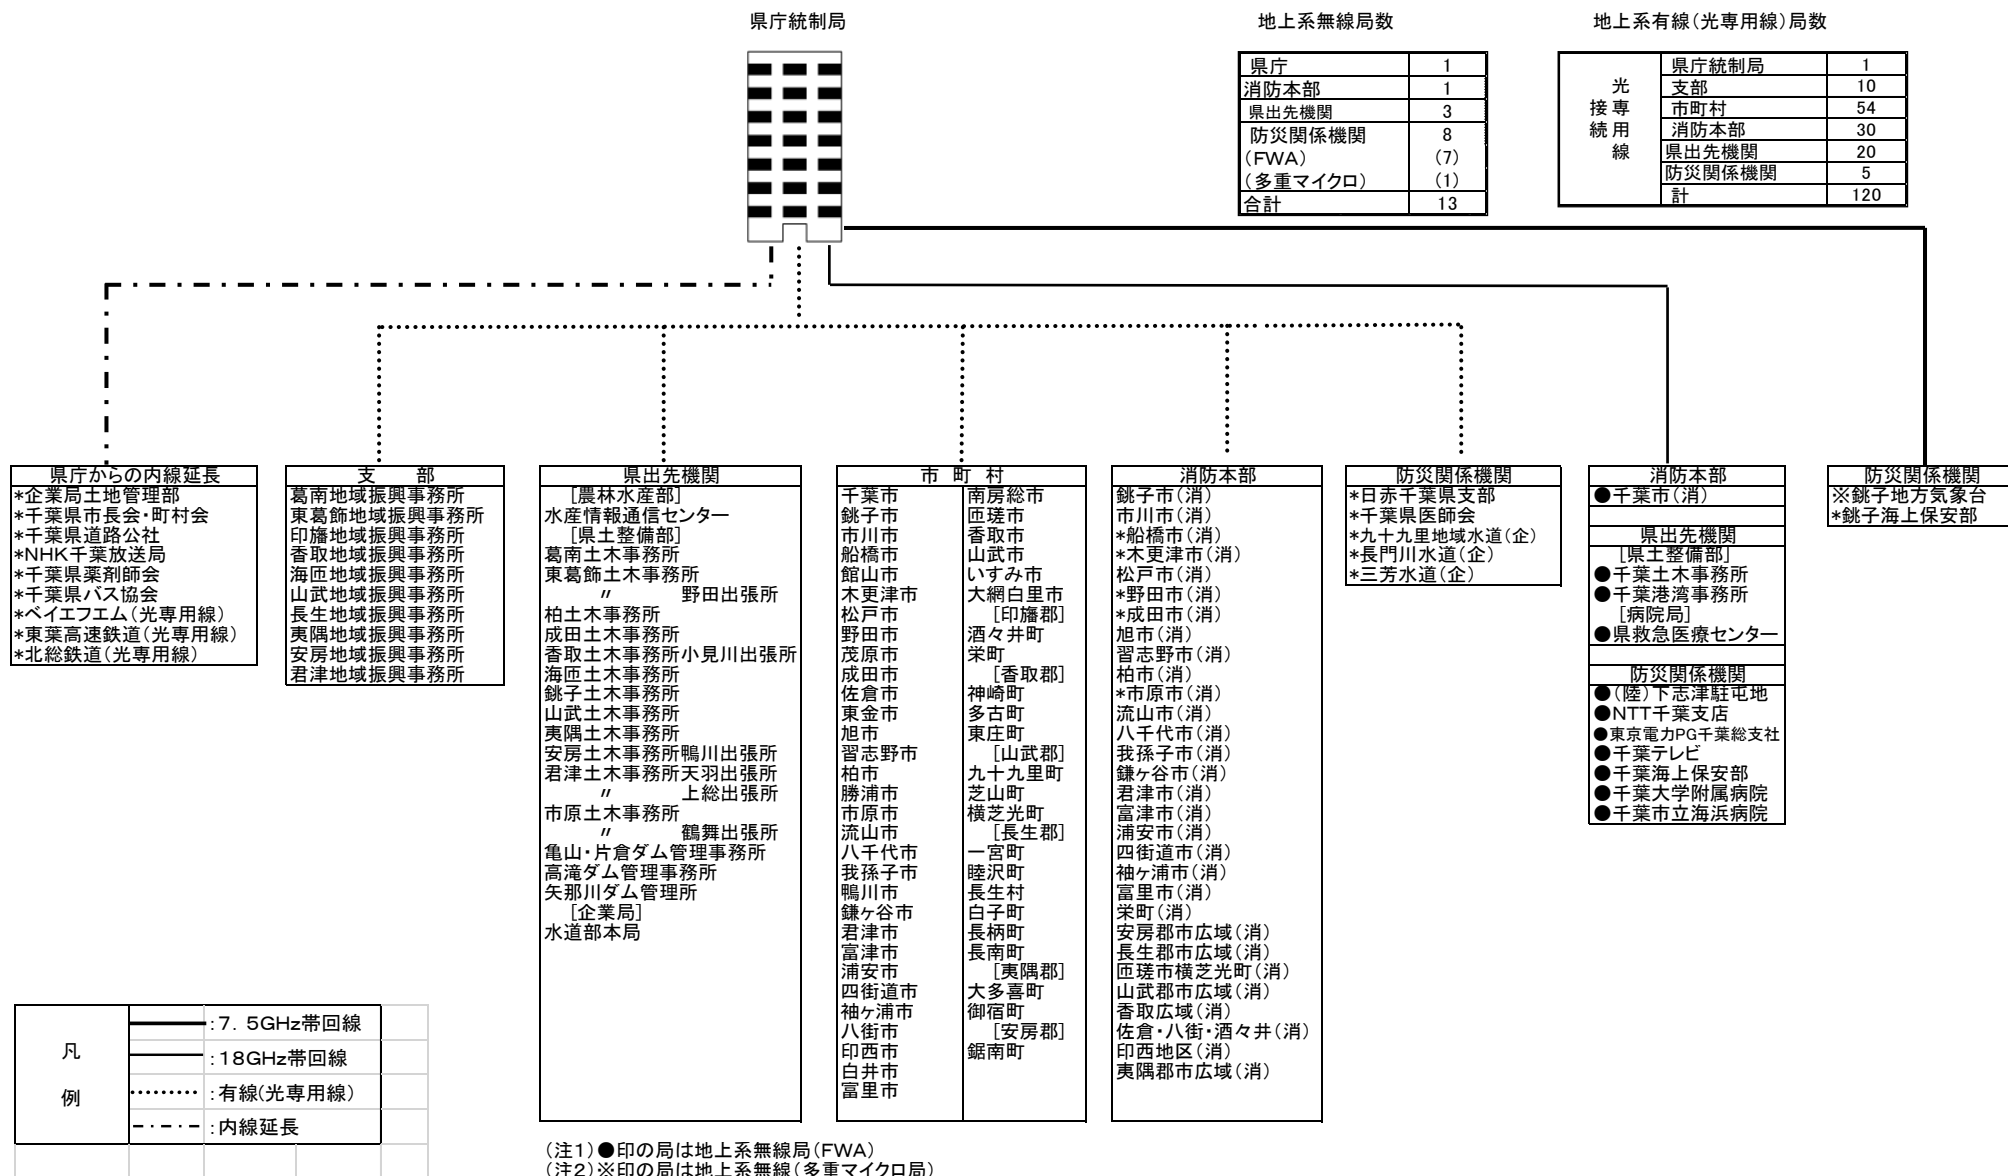 県庁統制局
地上系無線局数
県庁 1
消防本部 1
県出先機関 3
防災関係機関 8
(FWA) (7)
(多重マイクロ) (1)
合計 13
地上系有線(光専用線)局数
光専用線
接続
県庁統制局 1
支部 10
市町村 54
消防本部 30
県出先機関 20
防災関係機関 5
計 120
県庁からの内線延長
*企業局土地管理部
*千葉県市長会・町村会
*千葉県道路公社
*NHK千葉放送局
*千葉県薬剤師会
*千葉県バス協会
*ベイエフエム(光専用線)
*東葉高速鉄道(光専用線)
*北総鉄道(光専用線)
支 部
葛南地域振興事務所
東葛飾地域振興事務所
印旛地域振興事務所
香取地域振興事務所
海匝地域振興事務所
山武地域振興事務所
長生地域振興事務所
夷隅地域振興事務所
安房地域振興事務所
君津地域振興事務所
県出先機関
[農林水産部]
水産情報通信センター
[県土整備部]
葛南土木事務所
東葛飾土木事務所
〃 野田出張所
柏土木事務所
成田土木事務所
香取土木事務所小見川出張所
海匝土木事務所
銚子土木事務所
山武土木事務所
夷隅土木事務所
安房土木事務所鴨川出張所
君津土木事務所天羽出張所
〃 上総出張所
市原土木事務所
〃 鶴舞出張所
亀山・片倉ダム管理事務所
高滝ダム管理事務所
矢那川ダム管理所
[企業局]
水道部本局
市 町 村
千葉市
銚子市
市川市
船橋市
館山市
木更津市
松戸市
野田市
茂原市
成田市
佐倉市
東金市
旭市
習志野市
柏市
勝浦市
市原市
流山市
八千代市
我孫子市
鴨川市
鎌ケ谷市
君津市
富津市
浦安市
四街道市
袖ケ浦市
八街市
印西市
白井市
富里市
南房総市
匝瑳市
香取市
山武市
いすみ市
大網白里市
[印旛郡]
酒々井町
栄町
[香取郡]
神崎町
多古町
東庄町
[山武郡]
九十九里町
芝山町
横芝光町
[長生郡]
一宮町
睦沢町
長生村
白子町
長柄町
長南町
[夷隅郡]
大多喜町
御宿町
[安房郡]
鋸南町
消防本部
銚子市(消)
市川市(消)
*船橋市(消)
*木更津市(消)
松戸市(消)
*野田市(消)
*成田市(消)
旭市(消)
習志野市(消)
柏市(消)
*市原市(消)
流山市(消)
八千代市(消)
我孫子市(消)
鎌ケ谷市(消)
君津市(消)
富津市(消)
浦安市(消)
四街道市(消)
袖ケ浦市(消)
富里市(消)
栄町(消)
安房郡市広域(消)
長生郡市広域(消)
匝瑳市横芝光町(消)
山武郡市広域(消)
香取広域(消)
佐倉・八街・酒々井(消)
印西地区(消)
夷隅郡市広域(消)
防災関係機関
*日赤千葉県支部
*千葉県医師会
*九十九里地域水道(企)
*長門川水道(企)
*三芳水道(企)
消防本部
●千葉市(消)
県出先機関
[県土整備部]
●千葉土木事務所
●千葉港湾事務所
[病院局]
●県救急医療センター
防災関係機関
●(陸)下志津駐屯地
●NTT千葉支店
●東京電力PG千葉総支社
●千葉テレビ
●千葉海上保安部
●千葉大学附属病院
●千葉市立海浜病院
防災関係機関
※銚子地方気象台
*銚子海上保安部
凡例
:7.5GHz帯回線
:18GHz帯回線
:有線(光専用線)
:内線延長
(注1)●印の局は地上系無線局(FWA)
(注2)※印の局は地上系無線(多重マイクロ局)